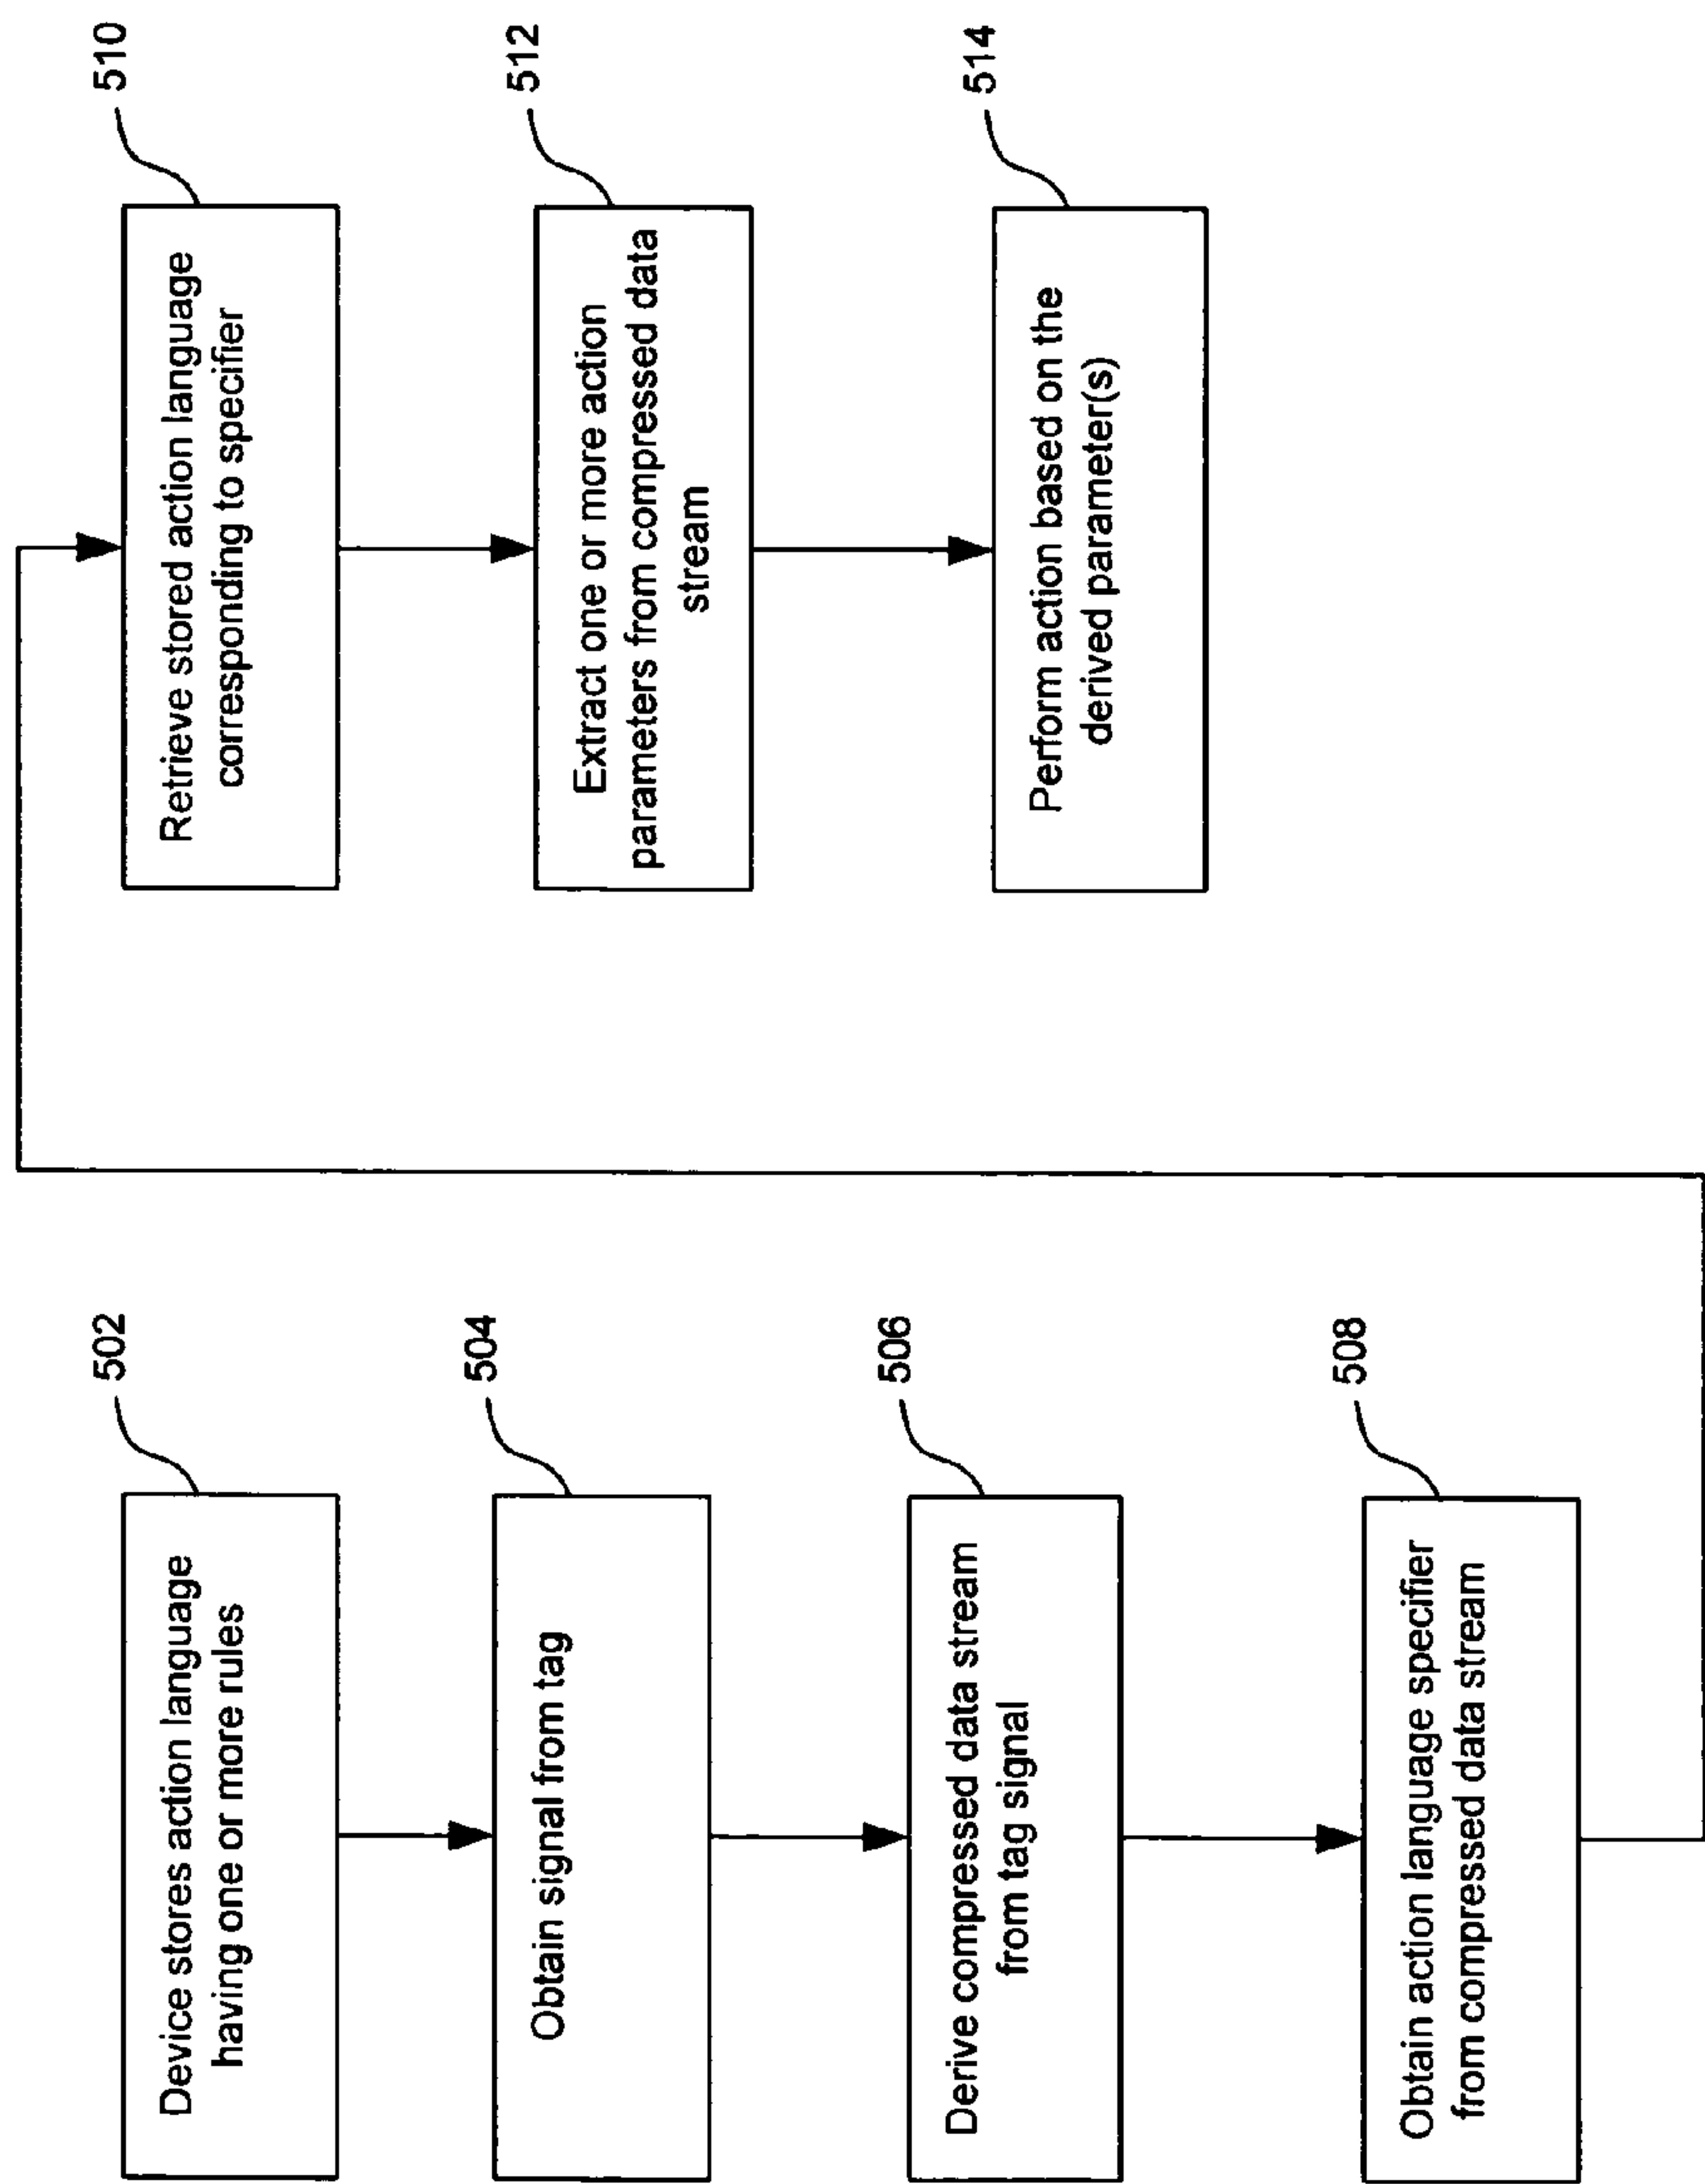 502
Device stores action language
having one or more rules
504
Obtain signal from tag
506
Derive compressed data stream
from tag signal
508
Obtain action language specifier
from compressed data stream
510
Retrieve stored action language
corresponding to specifier
512
Extract one or more action
parameters from compressed data
stream
514
Perform action based on the
derived parameter(s)